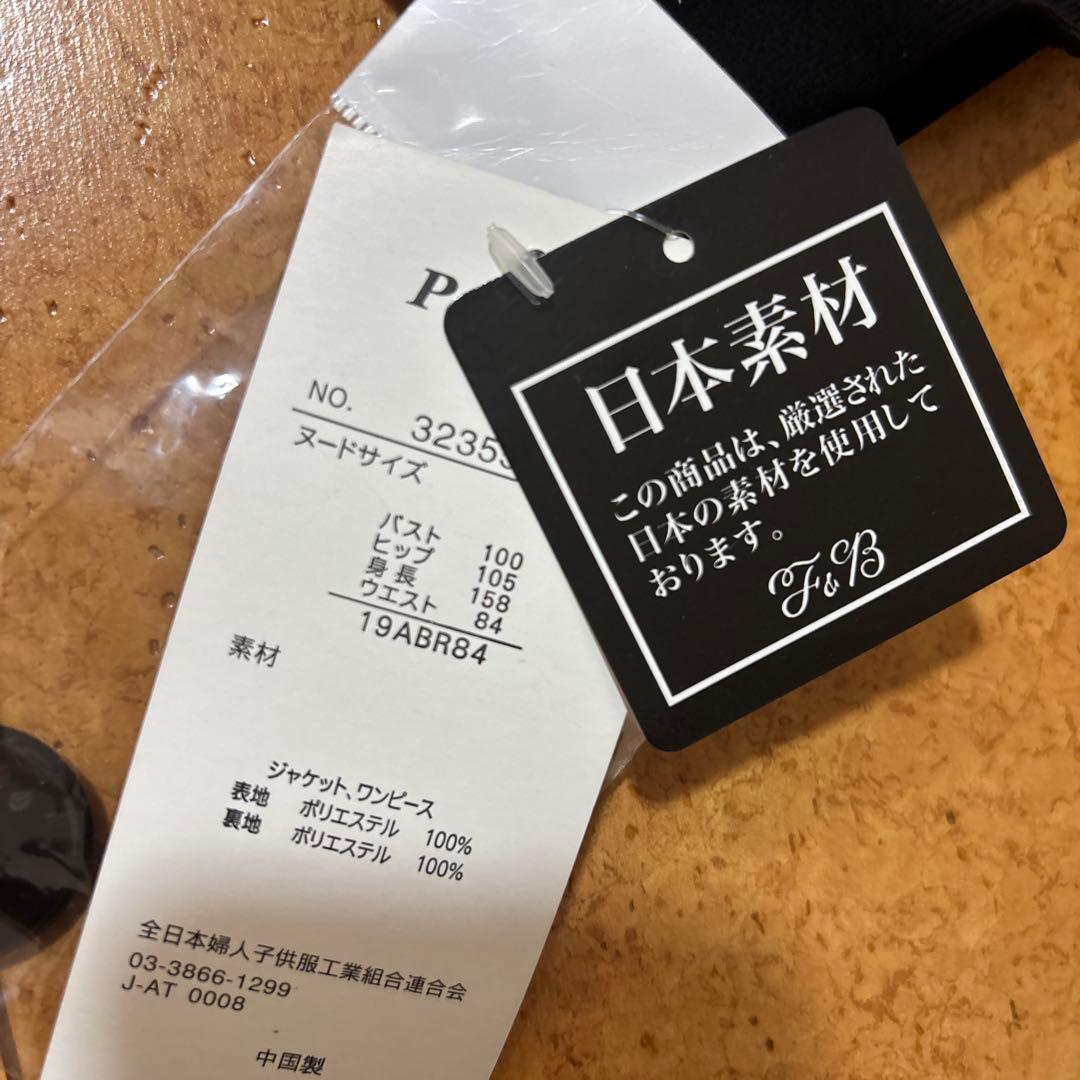 P
NO.
3235
ヌードサイズ
バスト 100
ヒップ 105
身長 158
ウエスト 84
19ABR84
素材
ジャケット、ワンピース
表地 ポリエステル 100%
裏地 ポリエステル 100%
全日本婦人子供服工業組合連合会
03-3866-1299
J-AT 0008
中国製
日本素材
この商品は、厳選された
日本の素材を使用して
おります。
F&B